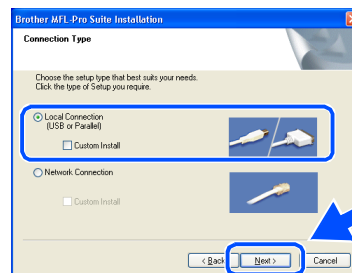 Brother MFL-Pro Suite Installation
Connection Type
Choose the setup type that best suits your needs.
Click the type of Setup you require.
Local Connection
(USB or Parallel)
Custom Install
Network Connection
Custom Install
< Back Next > Cancel